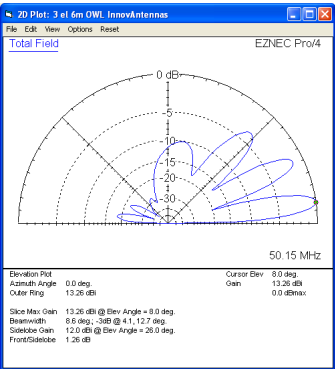 2D Plot: 3 el 6m OWL InnovAntennas
File Edit View Options Reset
Total Field
EZNEC Pro/4
0 dB
-5
-10
-15
-20
-30
50.15 MHz
Elevation Plot
Cursor Elev 8.0 deg.
Azimuth Angle 0.0 deg.
Gain 13.26 dBi
Outer Ring 13.26 dBi
0.0 dBmax
Slice Max Gain 13.26 dBi @ Elev Angle = 8.0 deg.
Beamwidth 8.6 deg.; -3dB @ 4.1, 12.7 deg.
Sidelobe Gain 12.0 dBi @ Elev Angle = 26.0 deg.
Front/Sidelobe 1.26 dB